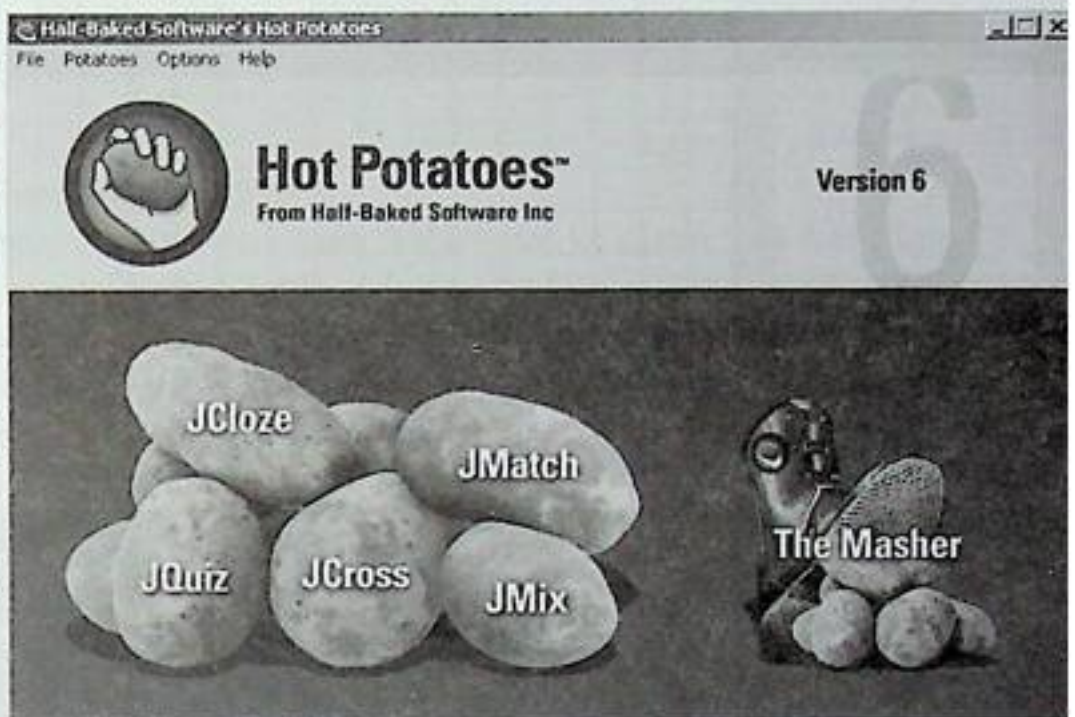 Half-Baked Software's Hot Potatoes
File Potatoes Options Help
Hot Potatoes™
From Half-Baked Software Inc
Version 6
6
JCloze
JMatch
JQuiz
JCross
JMix
The Masher